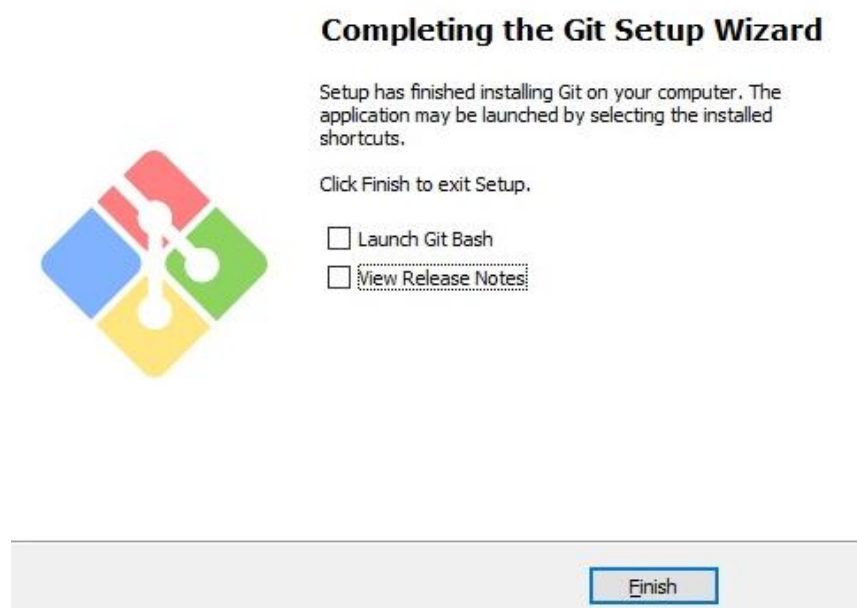 Completing the Git Setup Wizard
Setup has finished installing Git on your computer. The
application may be launched by selecting the installed
shortcuts.
Click Finish to exit Setup.
Launch Git Bash
View Release Notes
Finish